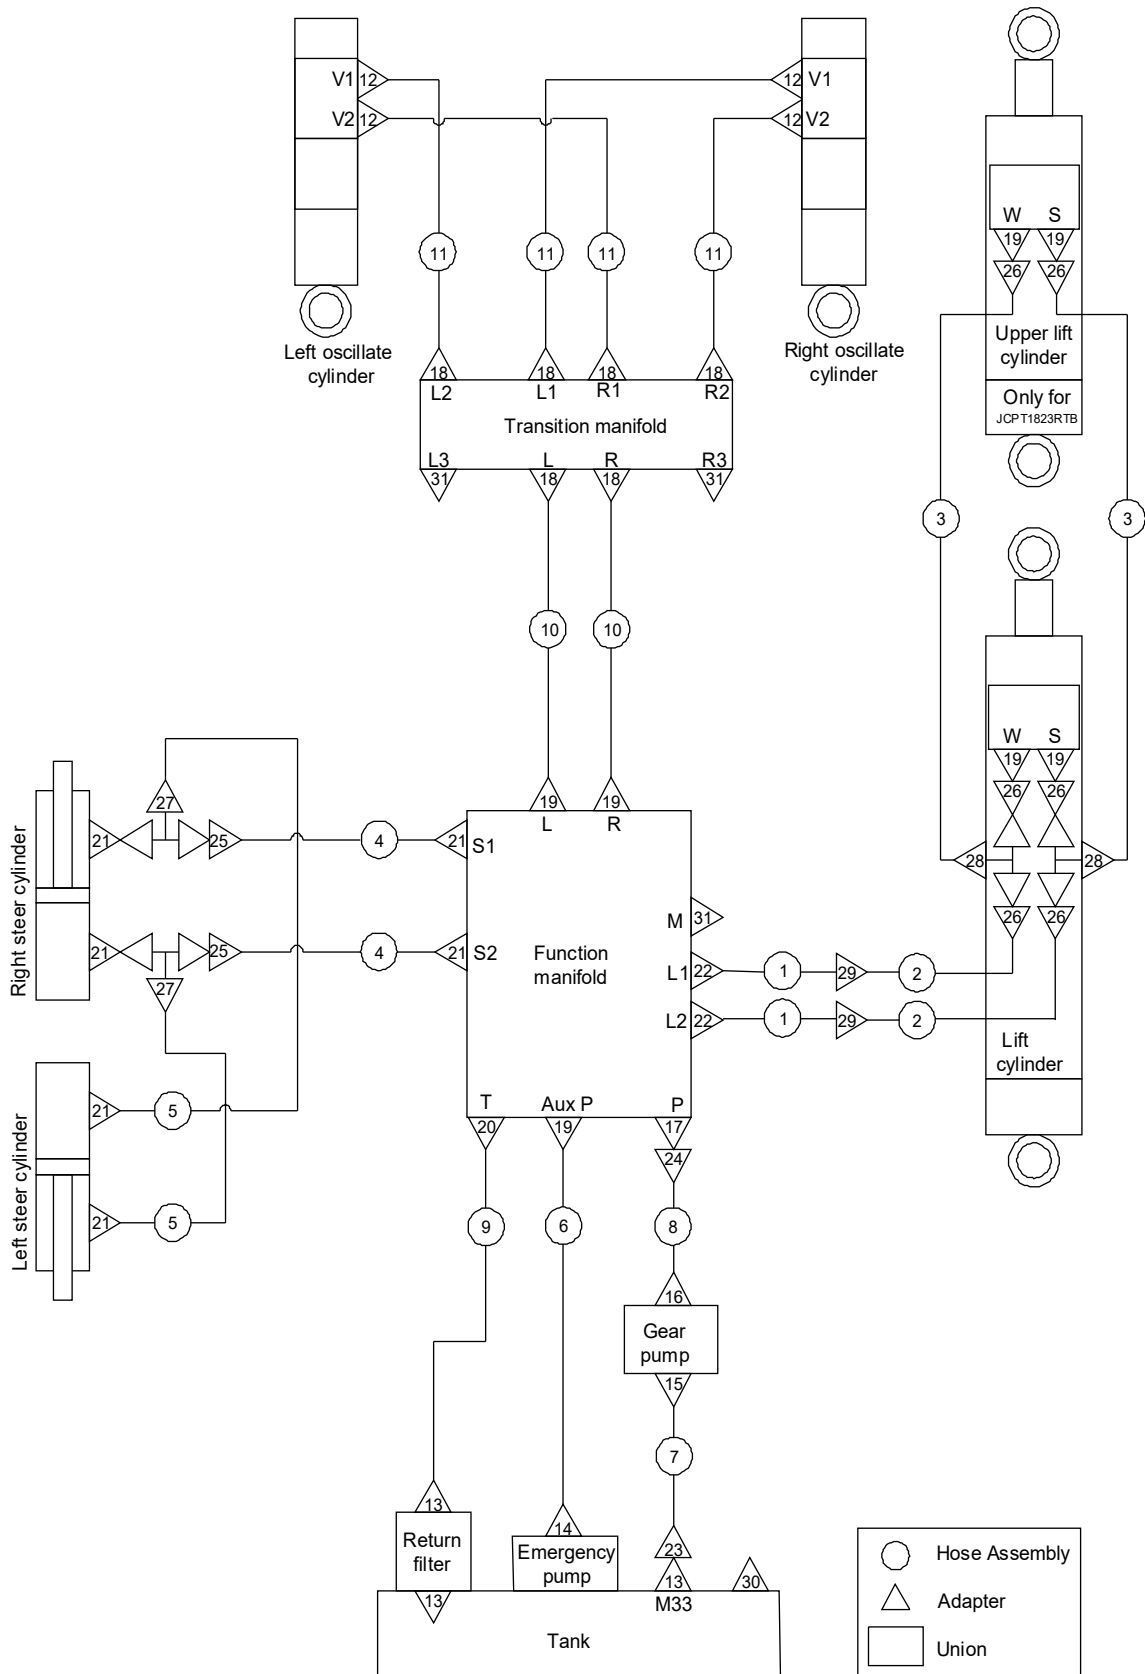 V1 12
12 V1
V2 12
12 V2
W S
19 19
26 26
11 11 11 11
Left oscillate
cylinder
Right oscillate
cylinder
Upper lift
cylinder
Only for
JCPT1823RTB
18 18 18 18
L2 L1 R1 R2
Transition manifold
L3 L R R3
31 18 18 31
3 3
10 10
W S
19 19
26 26
27
19 19
L R
21 25 4 21 S1
28 28
Right steer cylinder
M 31
26 26
21 25 4 21 S2
Function
manifold
L1 22 1 29 2
27
L2 22 1 29 2
Lift
cylinder
Left steer cylinder
21 5
T Aux P P
20 19 17
24
21 5
9 6 8
16
Gear
pump
15
7
13
14
23
Return
filter
Emergency
pump
13 30
M33
13
Tank
Hose Assembly
Adapter
Union